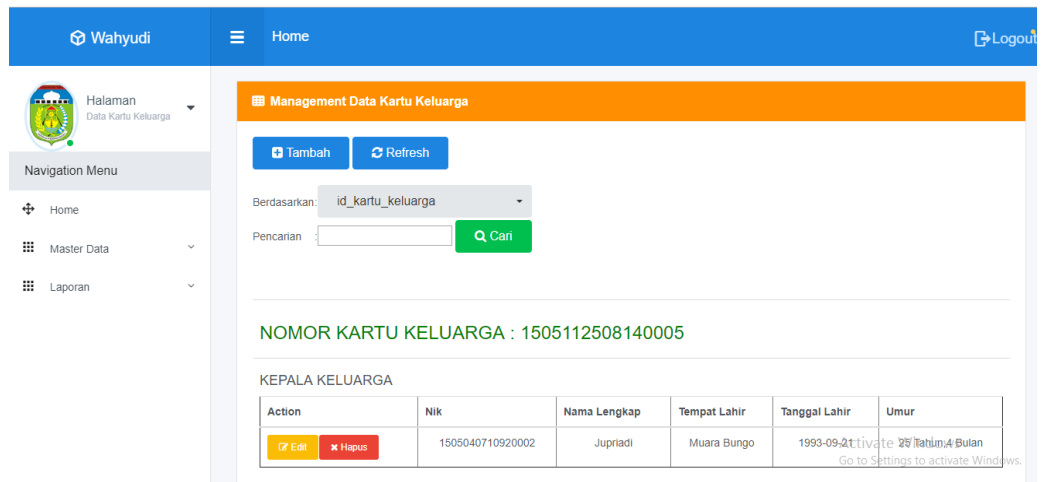 Wahyudi
Home
Logout
Halaman
Data Kartu Keluarga
Navigation Menu
Home
Master Data
Laporan
Management Data Kartu Keluarga
Tambah
Refresh
Berdasarkan: id_kartu_keluarga
Pencarian : Cari
NOMOR KARTU KELUARGA : 1505112508140005
KEPALA KELUARGA
Action Nik Nama Lengkap Tempat Lahir Tanggal Lahir Umur
Edit Hapus 1505040710920002 Jupriadi Muara Bungo 1993-09-21 25 Tahun 4 Bulan
Activate Windows
Go to Settings to activate Windows.